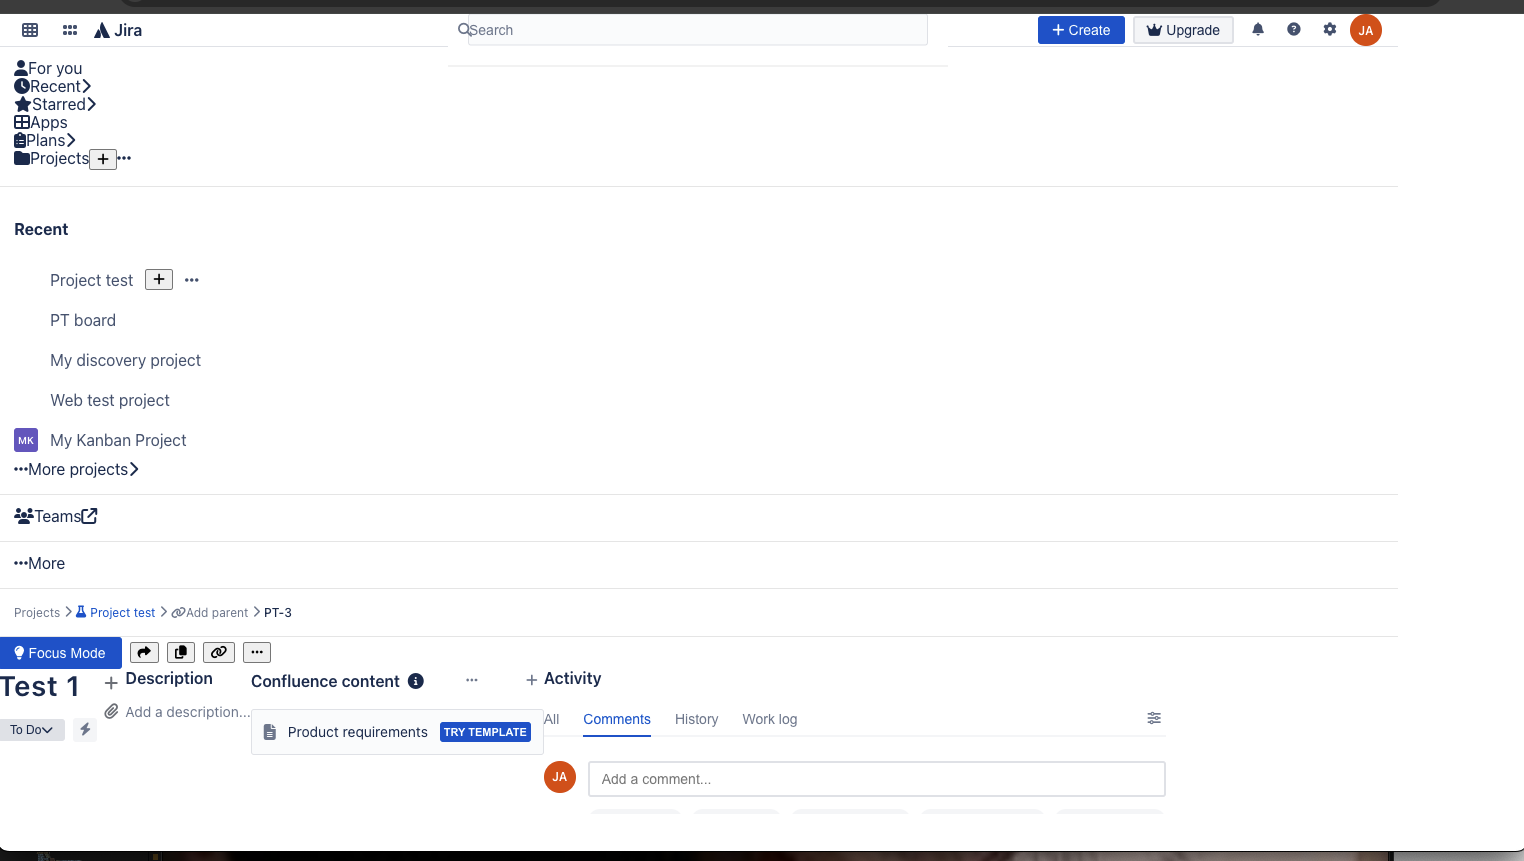 Jira
Search
Create
Upgrade
JA
For you
Recent
Starred
Apps
Plans
Projects
Recent
Project test
PT board
My discovery project
Web test project
MK My Kanban Project
More projects
Teams
More
Projects Project test Add parent PT-3
Focus Mode
Test 1
To Do
Description
Add a description...
Confluence content
Product requirements TRY TEMPLATE
Activity
All Comments History Work log
JA Add a comment...